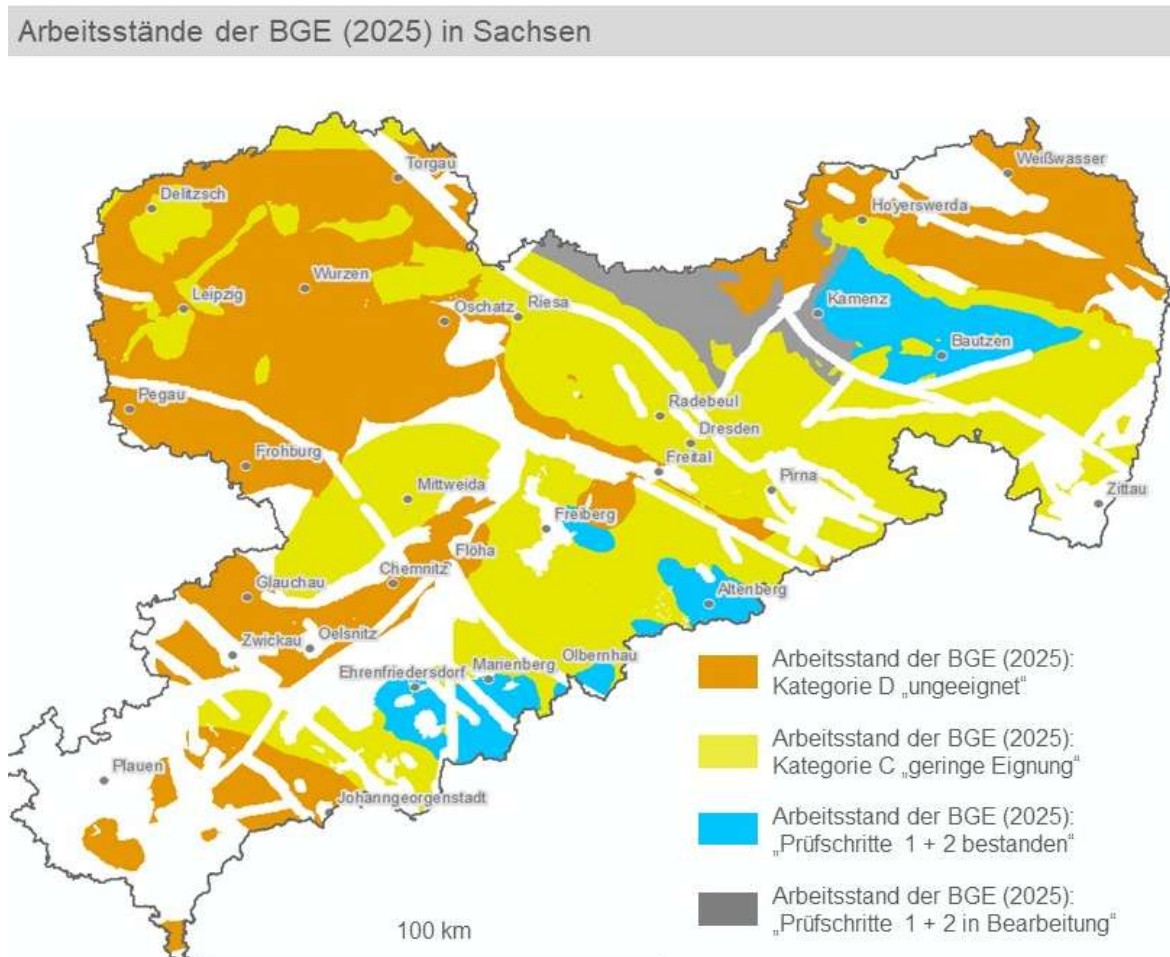 Arbeitsstände der BGE (2025) in Sachsen
Torgau
Weißwasser
Delitzsch
Hoyerswerda
Wurzen
Leipzig
Oschatz
Riesa
Kamenz
Bautzen
Pegau
Radebeul
Dresden
Frohburg
Freital
Mittweida
Pirna
Zittau
Freiberg
Flöha
Chemnitz
Glauchau
Altenberg
Oelsnitz
Zwickau
Ehrenfriedersdorf
Marienberg
Olbernhau
Plauen
Johanngeorgenstadt
100 km
Arbeitsstand der BGE (2025):
Kategorie D „ungeeignet“
Arbeitsstand der BGE (2025):
Kategorie C „geringe Eignung“
Arbeitsstand der BGE (2025):
„Prüfschritte 1 + 2 bestanden“
Arbeitsstand der BGE (2025):
„Prüfschritte 1 + 2 in Bearbeitung“